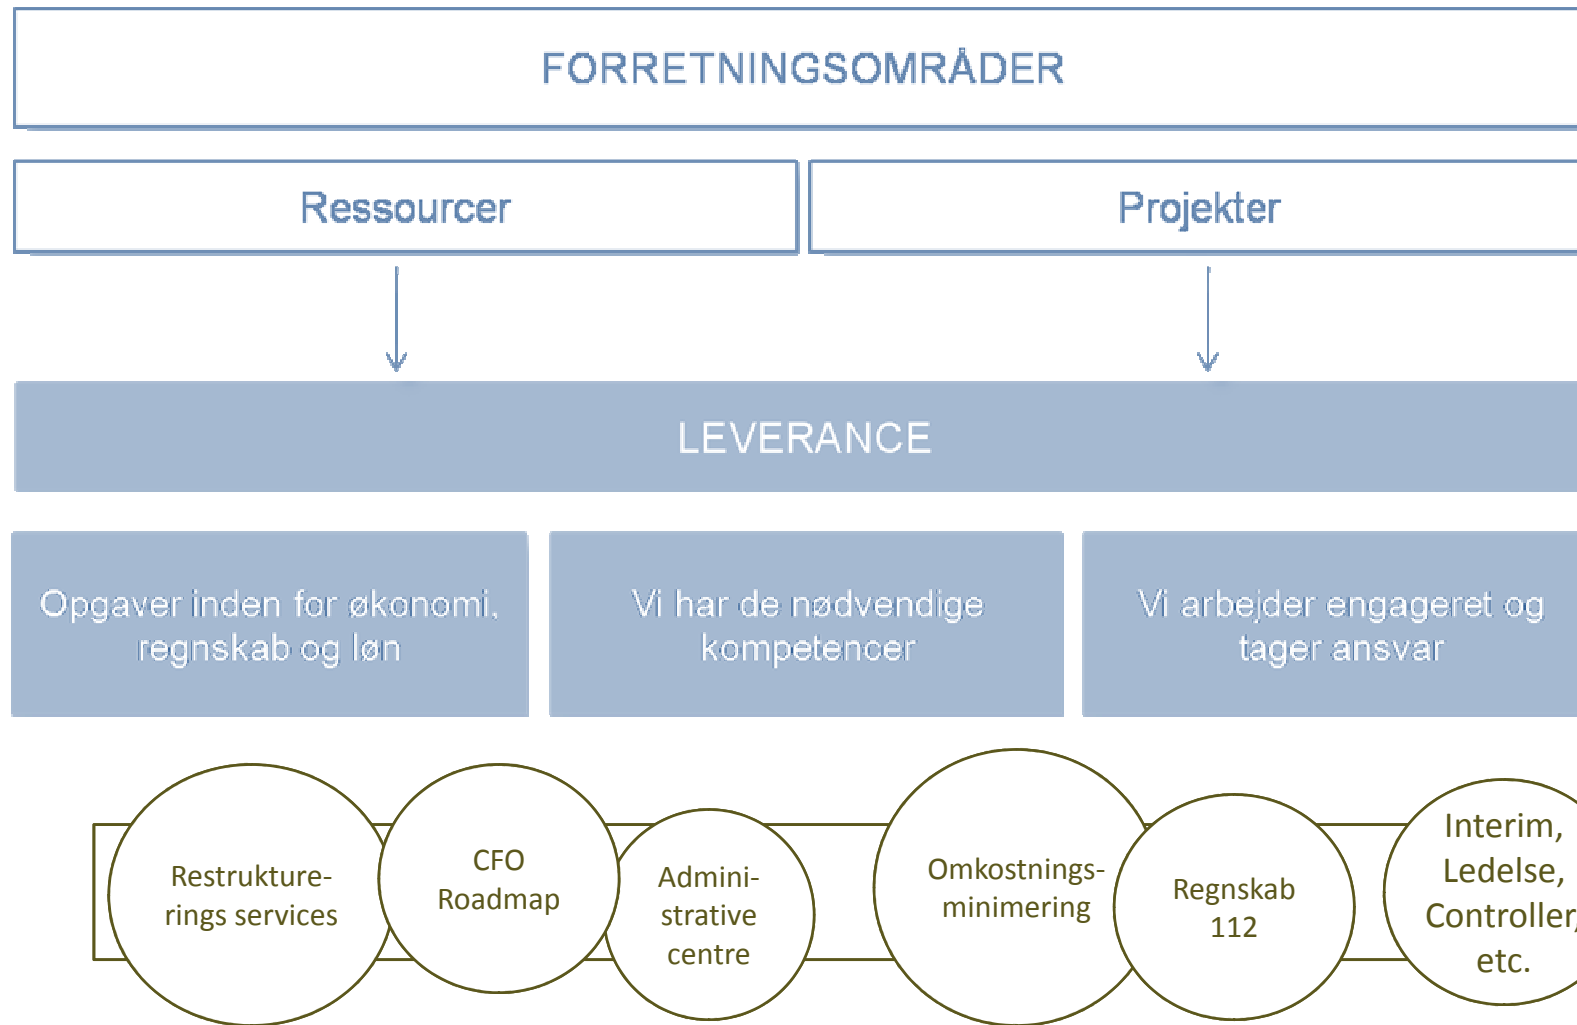 FORRETNINGSOMRÅDER
Ressourcer
Projekter
LEVERANCE
Opgaver inden for økonomi,
regnskab og løn
Vi har de nødvendige
kompetencer
Vi arbejder engageret og
tager ansvar
Restrukture-
rings services
CFO
Roadmap
Admini-
strative
centre
Omkostnings-
minimering
Regnskab
112
Interim,
Ledelse,
Controller,
etc.